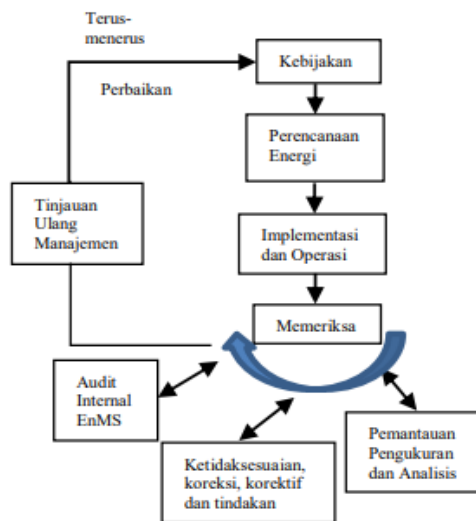 Terus-
menerus
Perbaikan
Kebijakan
Perencanaan
Energi
Tinjauan
Ulang
Manajemen
Implementasi
dan Operasi
Memeriksa
Audit
Internal
EnMS
Ketidaksesuaian,
koreksi, korektif
dan tindakan
Pemantauan
Pengukuran
dan Analisis